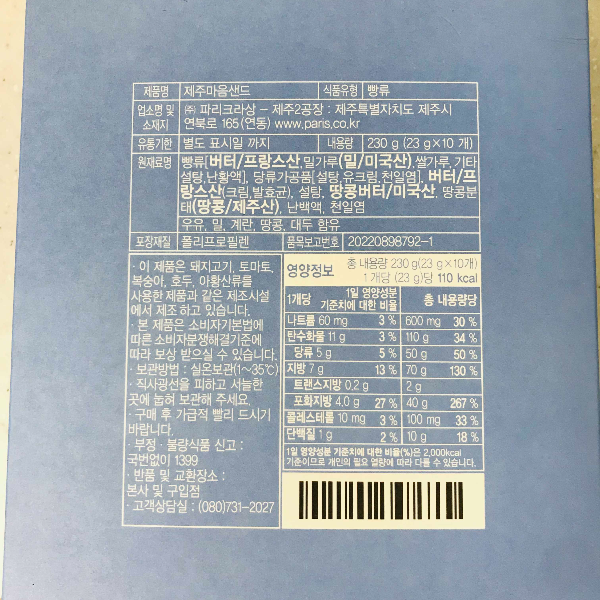 제품명 제주마음샌드 식품유형 빵류
업소명 및 소재지 ㈜ 파리크라상 - 제주2공장 : 제주특별자치도 제주시
연북로 165 (연동) www.paris.co.kr
유통기한 별도 표시일 까지 내용량 230 g (23 g×10 개)
원재료명 빵류[버터/프랑스산,밀가루(밀/미국산),쌀가루,기타
설탕,난황액], 당류가공품[설탕,유크림,천일염], 버터/프
랑스산(크림,발효균), 설탕, 땅콩버터/미국산, 땅콩분
태(땅콩/제주산), 난백액, 천일염
우유, 밀, 계란, 땅콩, 대두 함유
포장재질 폴리프로필렌 품목보고번호 20220898792-1
· 이 제품은 돼지고기, 토마토,
복숭아, 호두, 아황산류를
사용한 제품과 같은 제조시설
에서 제조하고 있습니다.
· 본 제품은 소비자기본법에
따른 소비자분쟁해결기준에
따라 보상 받으실 수 있습니다.
· 보관방법 : 실온보관(1~35℃)
· 직사광선을 피하고 서늘한
곳에 눕혀 보관해 주세요.
· 구매 후 가급적 빨리 드시기
바랍니다.
· 부정 · 불량식품 신고 :
국번없이 1399
· 반품 및 교환장소 :
본사 및 구입점
· 고객상담실 : (080)731-2027
영양정보 총 내용량 230 g(23 g×10개)
1개당 (23 g)당 110 kcal
1개당 1일 영양성분 기준치에 대한 비율 총 내용량당
나트륨 60 mg 3 % 600 mg 30 %
탄수화물 11 g 3 % 110 g 34 %
당류 5 g 5 % 50 g 50 %
지방 7 g 13 % 70 g 130 %
트랜스지방 0.2 g 2 g
포화지방 4.0 g 27 % 40 g 267 %
콜레스테롤 10 mg 3 % 100 mg 33 %
단백질 1 g 2 % 10 g 18 %
1일 영양성분 기준치에 대한 비율(%)은 2,000kcal
기준이므로 개인의 필요 열량에 따라 다를 수 있습니다.